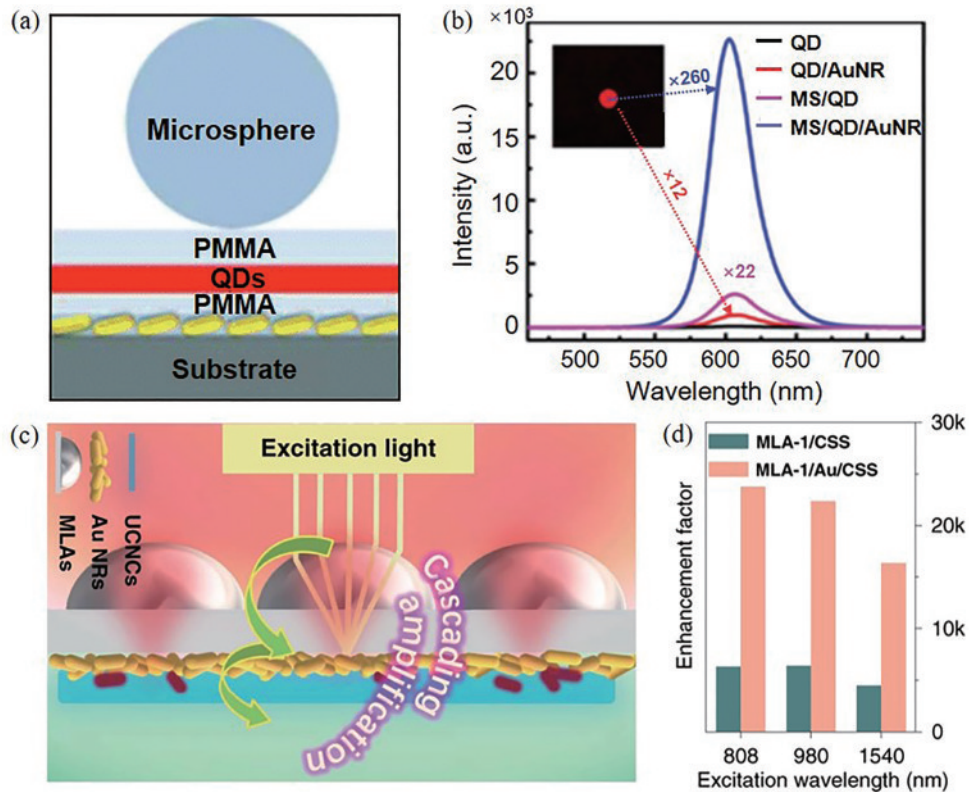 (a)
Microsphere
PMMA
QDs
PMMA
Substrate
(b)
×10³
20
15
10
5
0
Intensity (a.u.)
500 550 600 650 700
Wavelength (nm)
QD
QD/AuNR
MS/QD
MS/QD/AuNR
×260
×12
×22
(c)
Excitation light
MLAs
Au NRs
UCNCs
Cascading
amplification
(d)
MLA-1/CSS
MLA-1/Au/CSS
30k
20k
10k
0
Enhancement factor
808 980 1540
Excitation wavelength (nm)